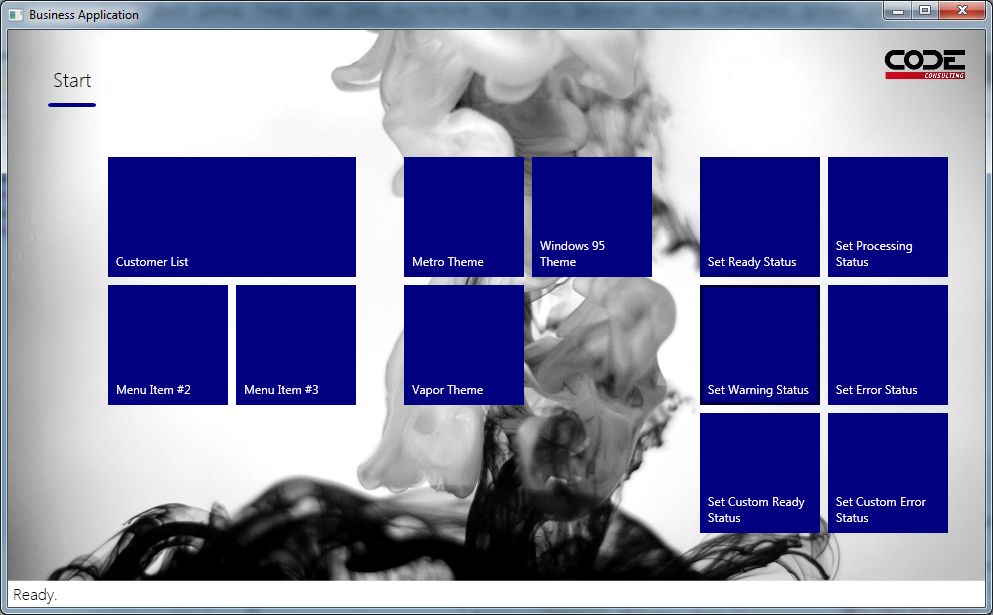 Business Application
Start
CODE
CONSULTING
Customer List
Menu Item #2
Menu Item #3
Metro Theme
Windows 95
Theme
Vapor Theme
Set Ready Status
Set Processing
Status
Set Warning Status
Set Error Status
Set Custom Ready
Status
Set Custom Error
Status
Ready.